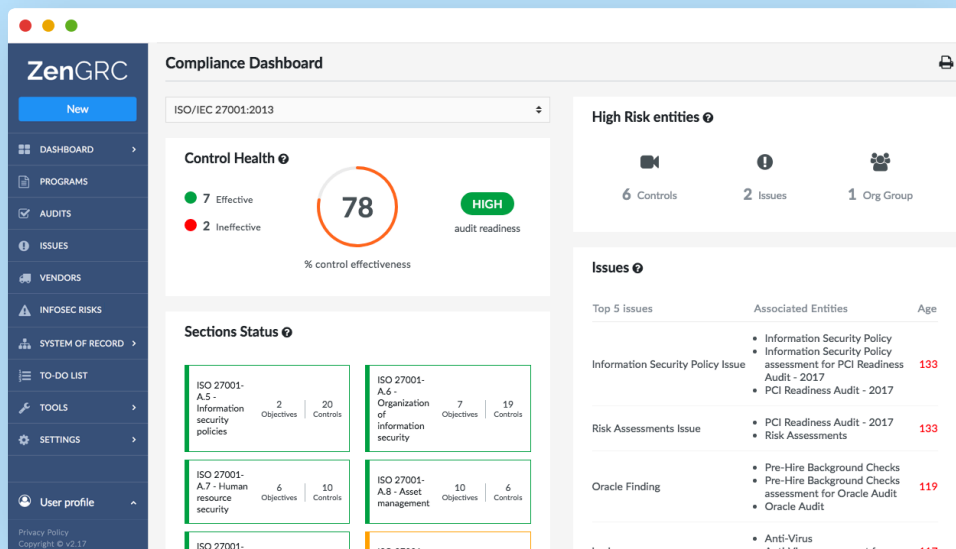 ZenGRC
New
DASHBOARD
PROGRAMS
AUDITS
ISSUES
VENDORS
INFOSEC RISKS
SYSTEM OF RECORD
TO-DO LIST
TOOLS
SETTINGS
User profile
Privacy Policy
Copyright © v2.17
Compliance Dashboard
ISO/IEC 27001:2013
Control Health
7 Effective
2 Ineffective
78
% control effectiveness
HIGH
audit readiness
Sections Status
ISO 27001-
A.5 -
Information
security
policies
2
Objectives
20
Controls
ISO 27001-
A.6 -
Organization
of
information
security
7
Objectives
19
Controls
ISO 27001-
A.7 - Human
resource
security
6
Objectives
10
Controls
ISO 27001-
A.8 - Asset
management
10
Objectives
6
Controls
ISO 27001-
High Risk entities
6 Controls
2 Issues
1 Org Group
Issues
Top 5 issues Associated Entities Age
Information Security Policy Issue
• Information Security Policy
• Information Security Policy
assessment for PCI Readiness
Audit - 2017
• PCI Readiness Audit - 2017
133
Risk Assessments Issue
• PCI Readiness Audit - 2017
• Risk Assessments
133
Oracle Finding
• Pre-Hire Background Checks
• Pre-Hire Background Checks
assessment for Oracle Audit
• Oracle Audit
119
• Anti-Virus